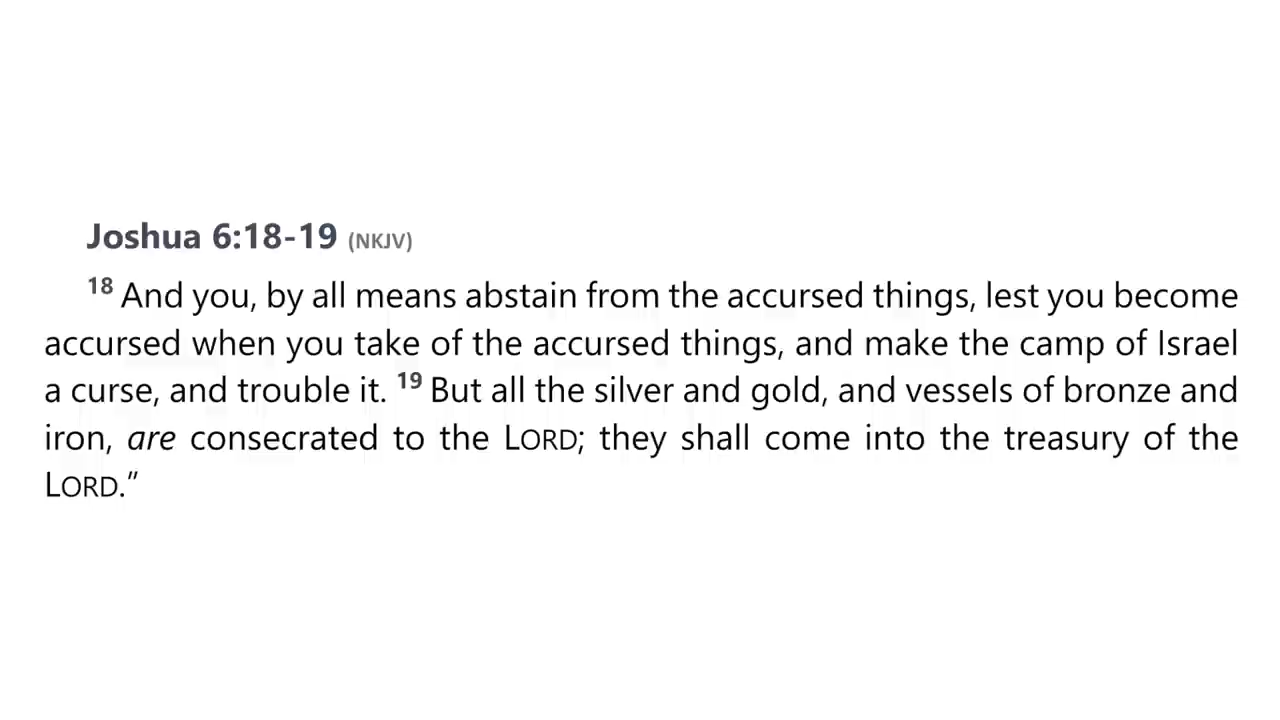 Joshua 6:18-19 (NKJV)
18 And you, by all means abstain from the accursed things, lest you become
accursed when you take of the accursed things, and make the camp of Israel
a curse, and trouble it. 19 But all the silver and gold, and vessels of bronze and
iron, are consecrated to the LORD; they shall come into the treasury of the
LORD.”